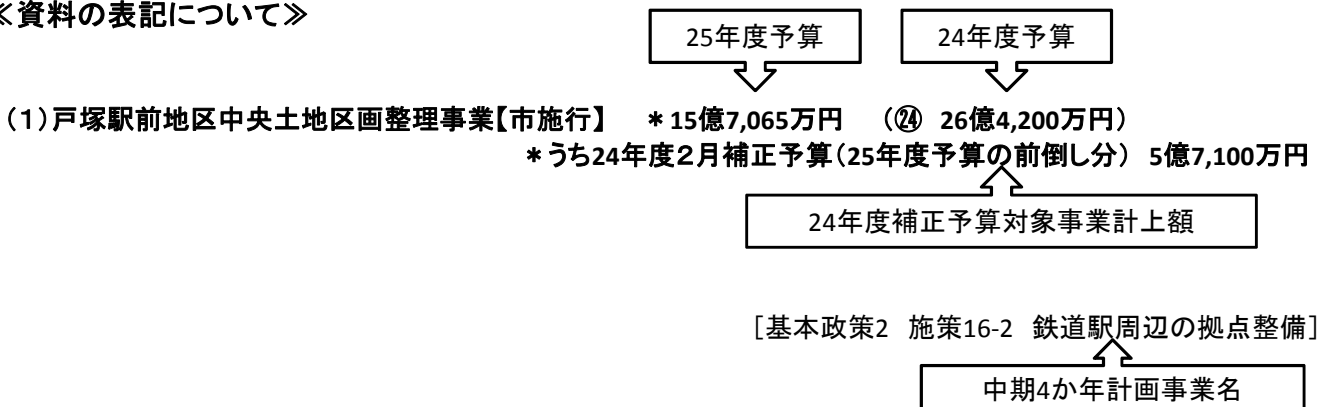 ≪資料の表記について≫
25年度予算 24年度予算
(1)戸塚駅前地区中央土地区画整理事業【市施行】 *15億7,065万円 (㉔ 26億4,200万円)
*うち24年度2月補正予算(25年度予算の前倒し分) 5億7,100万円
24年度補正予算対象事業計上額
[基本政策2 施策16-2 鉄道駅周辺の拠点整備]
中期4か年計画事業名